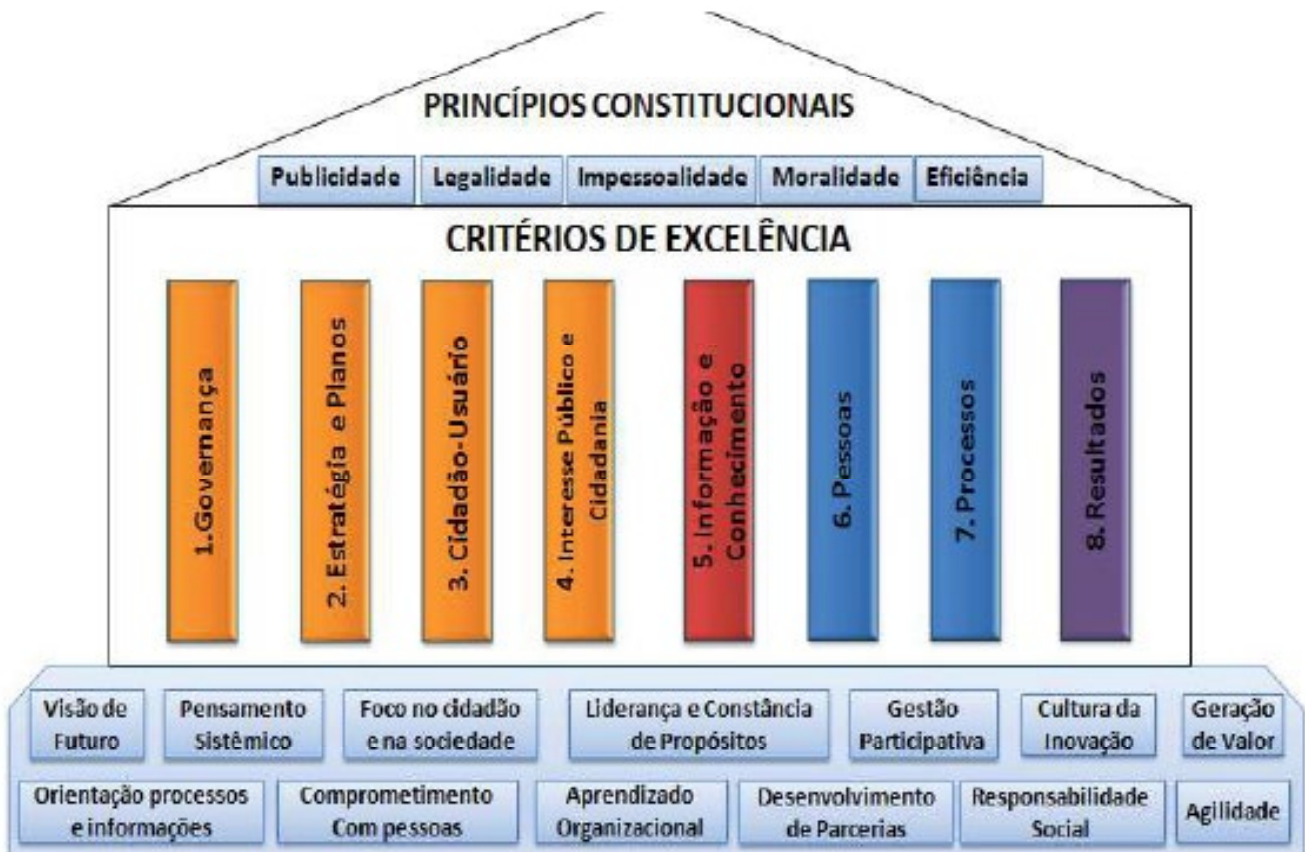 PRINCÍPIOS CONSTITUCIONAIS
Publicidade
Legalidade
Impessoalidade
Moralidade
Eficiência
CRITÉRIOS DE EXCELÊNCIA
1.Governança
2. Estratégia e Planos
3. Cidadão-Usuário
4. Interesse Público e
Cidadania
5. Informação e
Conhecimento
6. Pessoas
7. Processos
8. Resultados
Visão de
Futuro
Pensamento
Sistêmico
Foco no cidadão
e na sociedade
Liderança e Constância
de Propósitos
Gestão
Participativa
Cultura da
Inovação
Geração
de Valor
Orientação processos
e informações
Comprometimento
Com pessoas
Aprendizado
Organizacional
Desenvolvimento
de Parcerias
Responsabilidade
Social
Agilidade